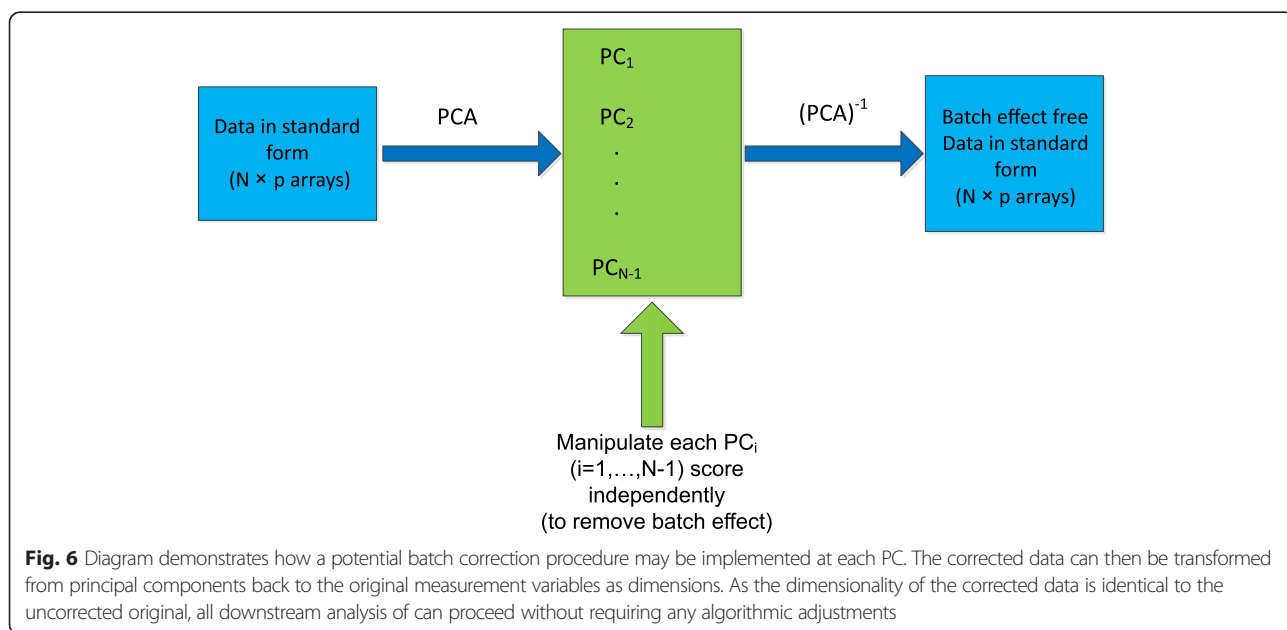 Data in standard
form
(N × p arrays)
PCA
PC₁
PC₂
.
.
.
PC_N-1
(PCA)⁻¹
Batch effect free
Data in standard
form
(N × p arrays)
Manipulate each PCᵢ
(i=1,…,N-1) score
independently
(to remove batch effect)
Fig. 6 Diagram demonstrates how a potential batch correction procedure may be implemented at each PC. The corrected data can then be transformed
from principal components back to the original measurement variables as dimensions. As the dimensionality of the corrected data is identical to the
uncorrected original, all downstream analysis of can proceed without requiring any algorithmic adjustments